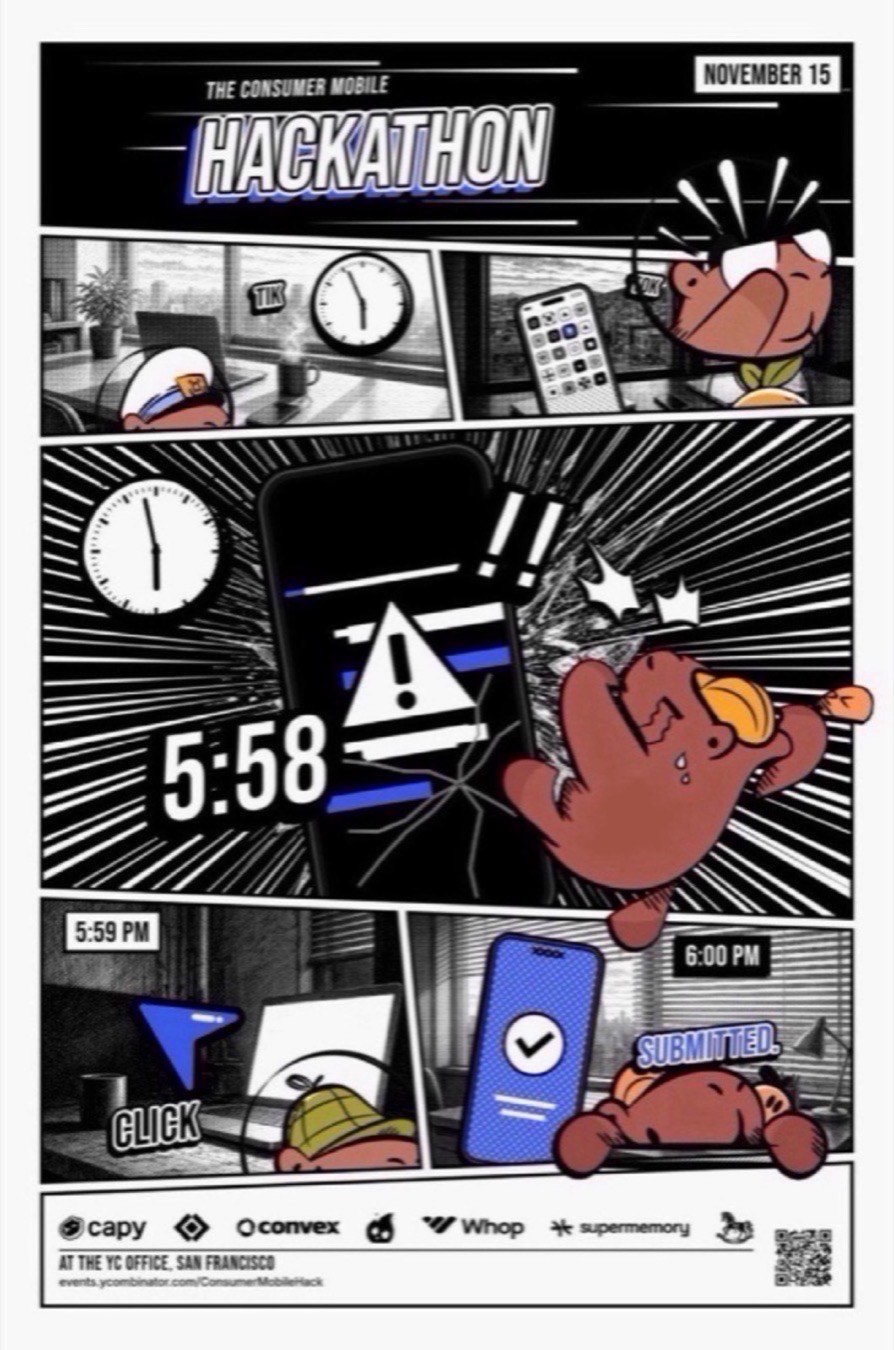 THE CONSUMER MOBILE
NOVEMBER 15
HACKATHON
TIK
TOK
!!
!
5:58
5:59 PM
6:00 PM
SUBMITTED.
CLICK
capy
convex
Whop
supermemory
AT THE YC OFFICE, SAN FRANCISCO
events.ycombinator.com/ConsumerMobileHack